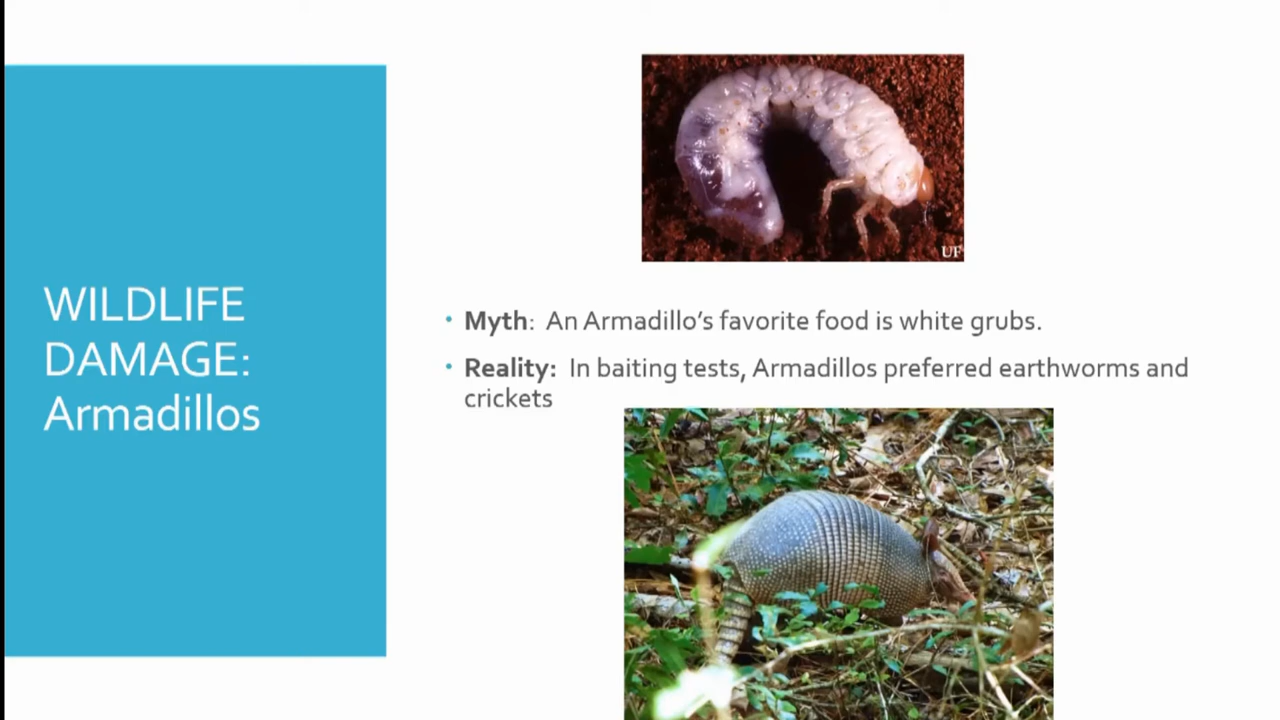 WILDLIFE
DAMAGE:
Armadillos
UF
• Myth:  An Armadillo’s favorite food is white grubs.
• Reality:  In baiting tests, Armadillos preferred earthworms and
crickets